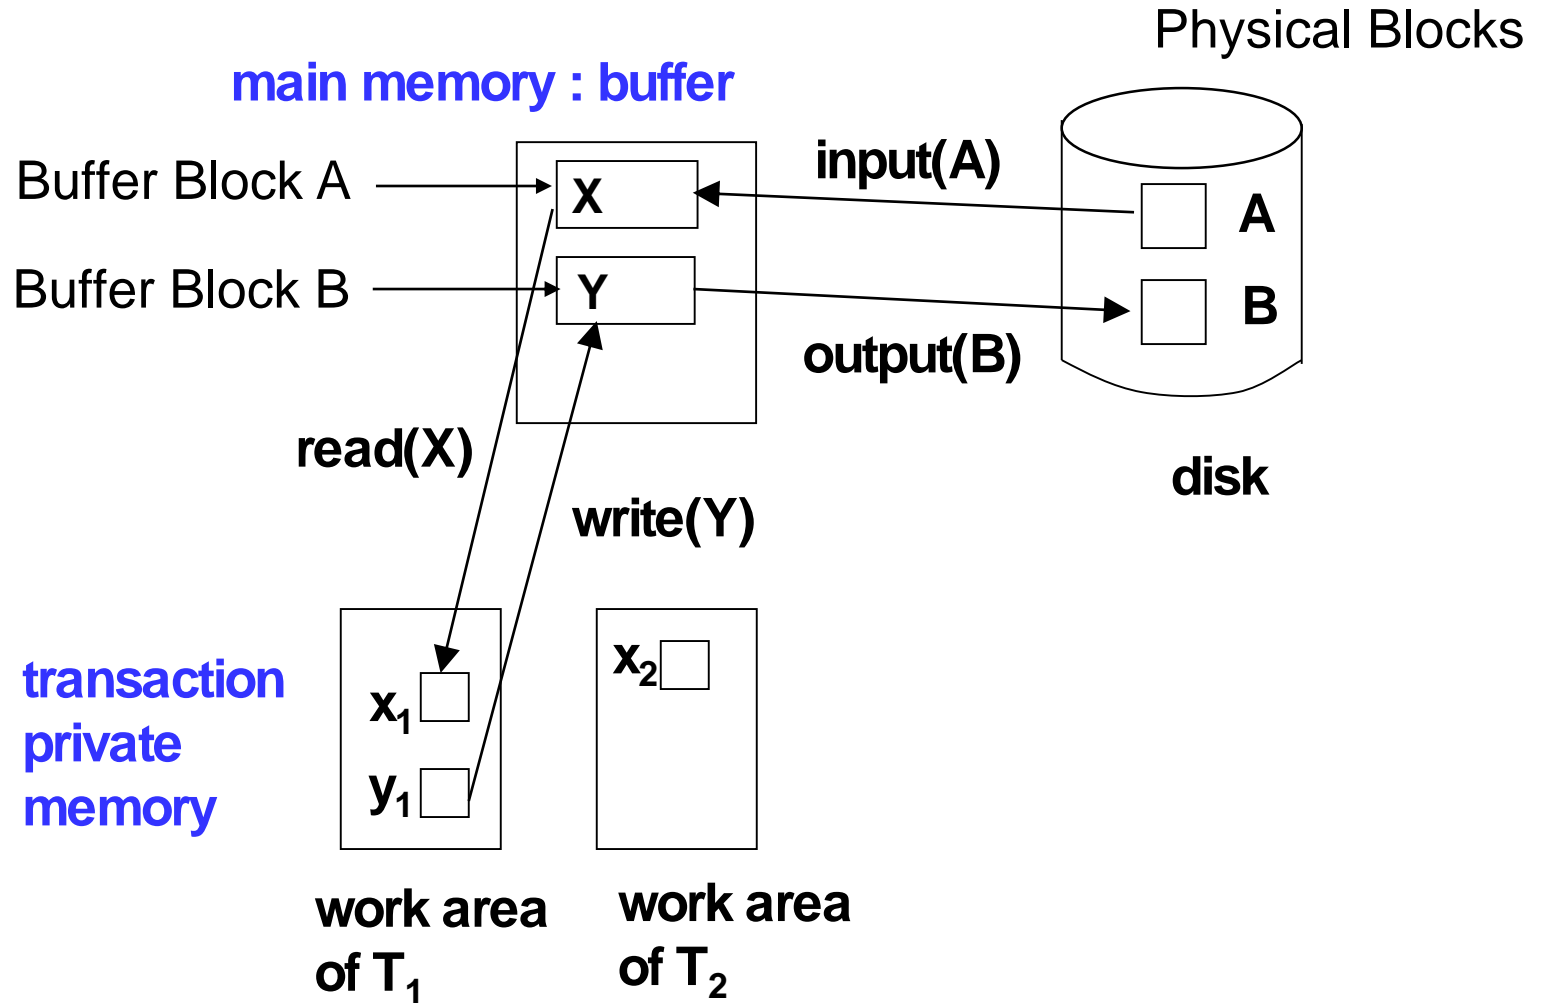 Physical Blocks
main memory : buffer
Buffer Block A
X
input(A)
A
Buffer Block B
Y
B
output(B)
read(X)
disk
write(Y)
transaction
private
memory
x₁
y₁
x₂
work area
of T₁
work area
of T₂